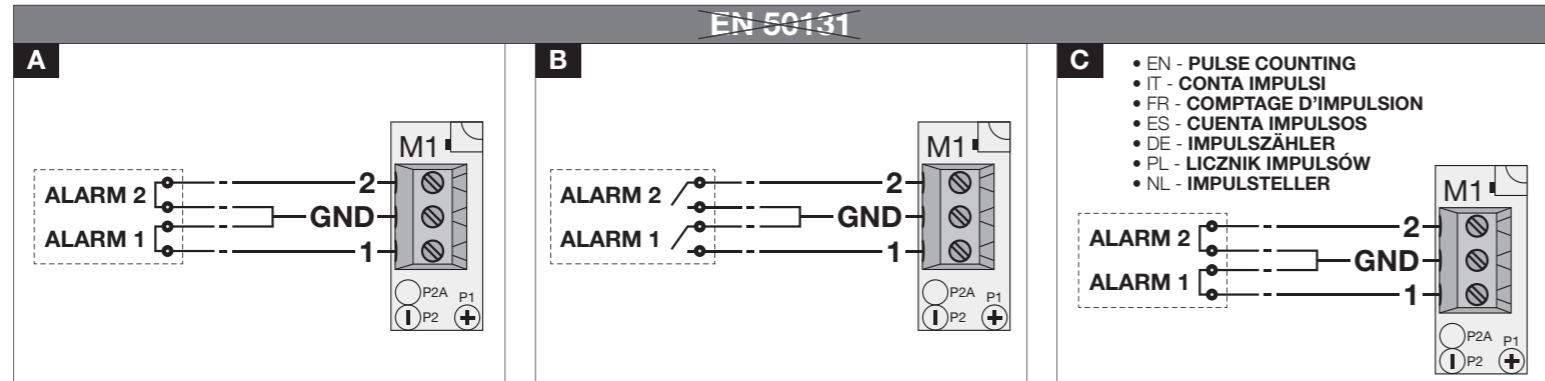 EN 50131
A
M1
ALARM 2
2
GND
ALARM 1
1
P2A
P1
P2
B
M1
ALARM 2
2
GND
ALARM 1
1
P2A
P1
P2
C
• EN - PULSE COUNTING
• IT - CONTA IMPULSI
• FR - COMPTAGE D'IMPULSION
• ES - CUENTA IMPULSOS
• DE - IMPULSZÄHLER
• PL - LICZNIK IMPULSÓW
• NL - IMPULSTELLER
M1
ALARM 2
2
GND
ALARM 1
1
P2A
P1
P2